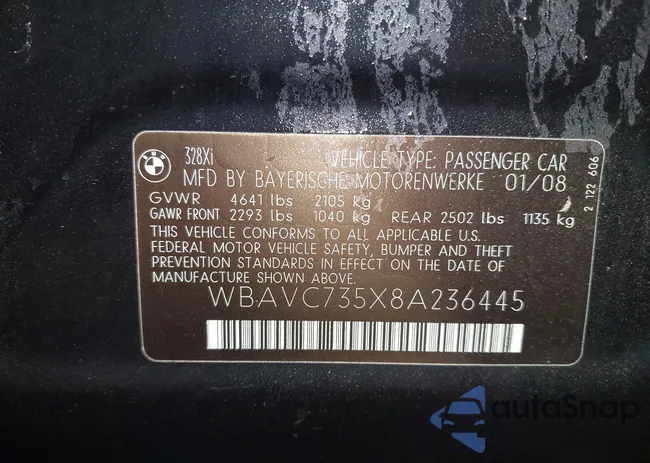 BMW
328Xi VEHICLE TYPE: PASSENGER CAR
MFD BY BAYERISCHE MOTORENWERKE 01/08
GVWR 4641 lbs 2105 kg
GAWR FRONT 2293 lbs 1040 kg REAR 2502 lbs 1135 kg
THIS VEHICLE CONFORMS TO ALL APPLICABLE U.S.
FEDERAL MOTOR VEHICLE SAFETY, BUMPER AND THEFT
PREVENTION STANDARDS IN EFFECT ON THE DATE OF
MANUFACTURE SHOWN ABOVE.
WBAVC735X8A236445
2 122 606
autoSnap